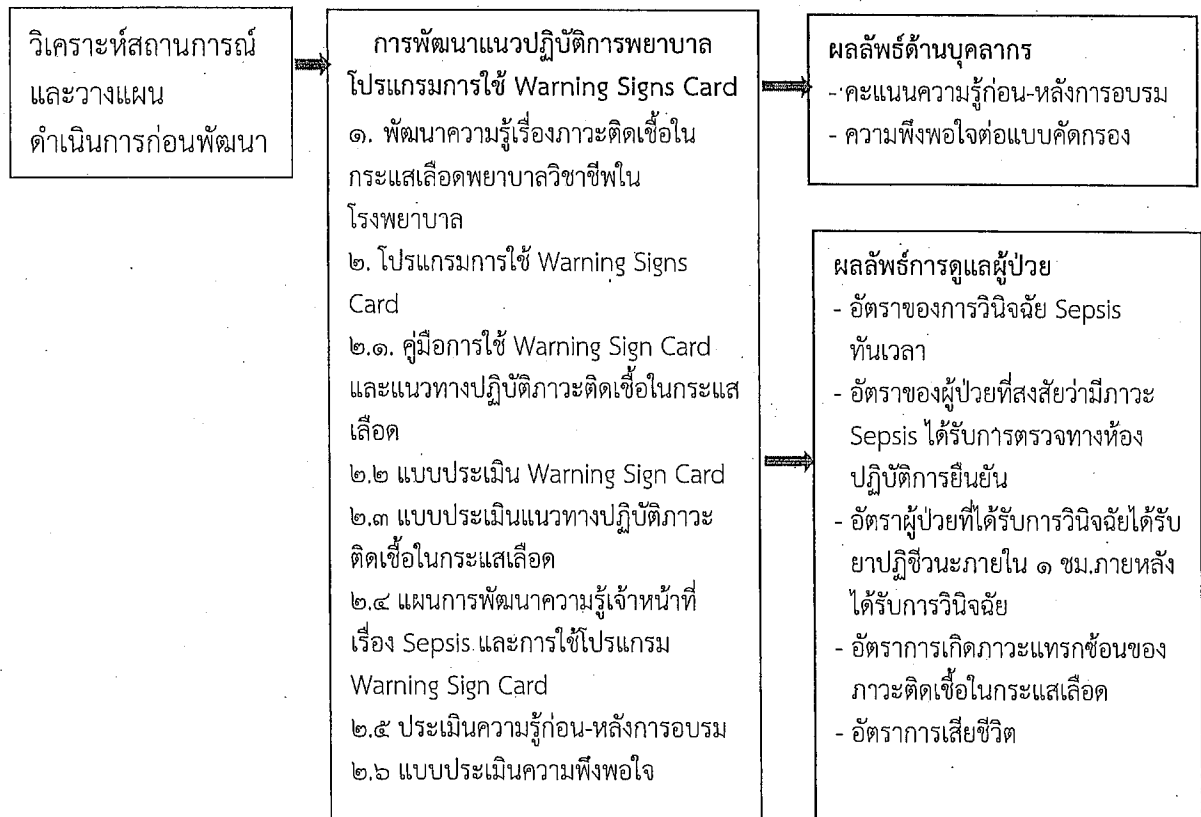 วิเคราะห์สถานการณ์
และวางแผน
ดำเนินการก่อนพัฒนา
การพัฒนาแนวปฏิบัติการพยาบาล
โปรแกรมการใช้ Warning Signs Card
๑. พัฒนาความรู้เรื่องภาวะติดเชื้อใน
กระแสเลือดพยาบาลวิชาชีพใน
โรงพยาบาล
๒. โปรแกรมการใช้ Warning Signs
Card
๒.๑. คู่มือการใช้ Warning Sign Card
และแนวทางปฏิบัติภาวะติดเชื้อในกระแส
เลือด
๒.๒ แบบประเมิน Warning Sign Card
๒.๓ แบบประเมินแนวทางปฏิบัติภาวะ
ติดเชื้อในกระแสเลือด
๒.๔ แผนการพัฒนาความรู้เจ้าหน้าที่
เรื่อง Sepsis และการใช้โปรแกรม
Warning Sign Card
๒.๕ ประเมินความรู้ก่อน-หลังการอบรม
๒.๖ แบบประเมินความพึงพอใจ
ผลลัพธ์ด้านบุคลากร
- คะแนนความรู้ก่อน-หลังการอบรม
- ความพึงพอใจต่อแบบคัดกรอง
ผลลัพธ์การดูแลผู้ป่วย
- อัตราของการวินิจฉัย Sepsis
ทันเวลา
- อัตราของผู้ป่วยที่สงสัยว่ามีภาวะ
Sepsis ได้รับการตรวจทางห้อง
ปฏิบัติการยืนยัน
- อัตราผู้ป่วยที่ได้รับการวินิจฉัยได้รับ
ยาปฏิชีวนะภายใน ๑ ชม.ภายหลัง
ได้รับการวินิจฉัย
- อัตราการเกิดภาวะแทรกซ้อนของ
ภาวะติดเชื้อในกระแสเลือด
- อัตราการเสียชีวิต